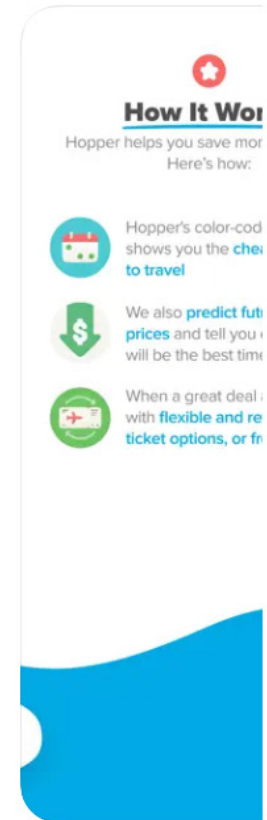 How It Wor
Hopper helps you save mor
Here's how:
Hopper's color-cod
shows you the chea
to travel
We also predict futu
prices and tell you
will be the best time
When a great deal a
with flexible and re
ticket options, or fr
$